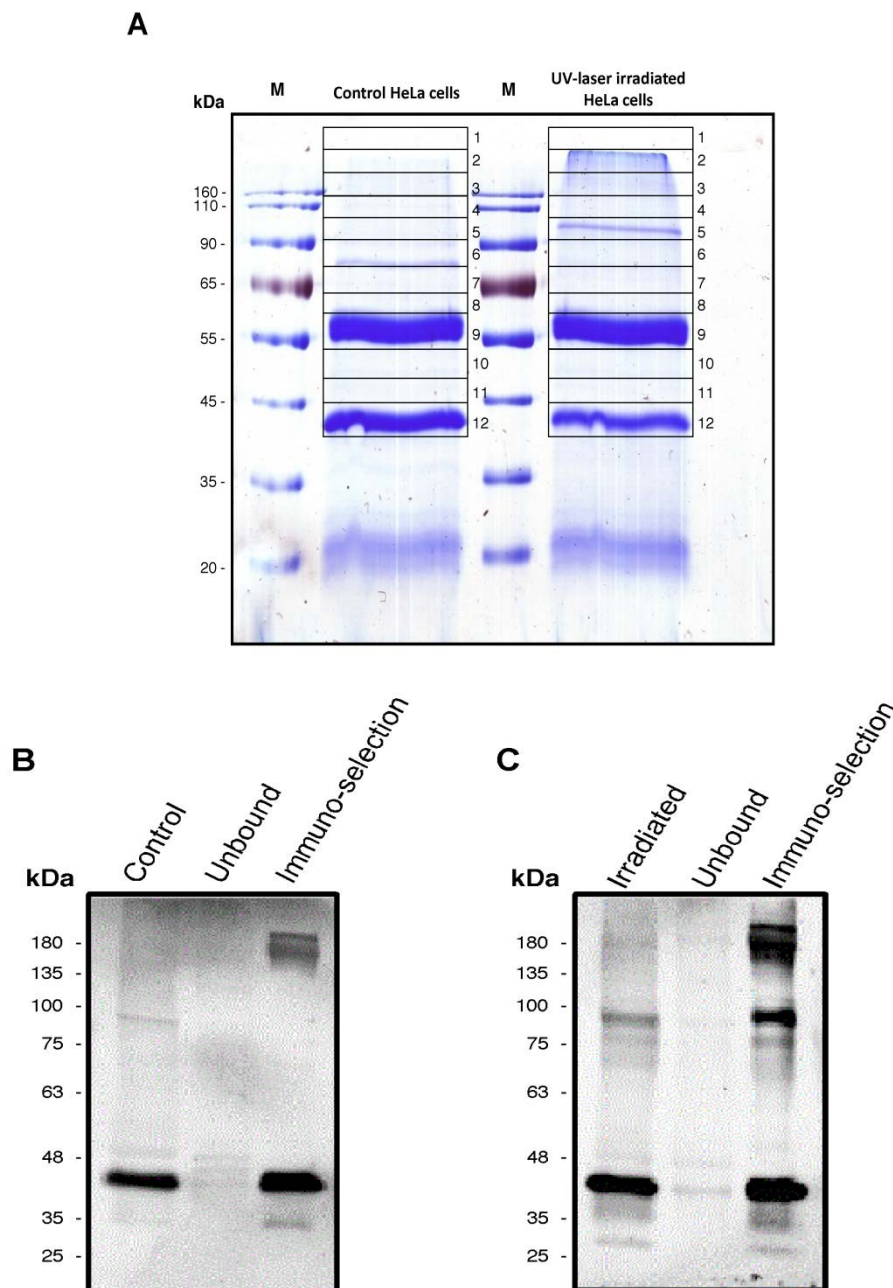 A
kDa
M
Control HeLa cells
M
UV-laser irradiated
HeLa cells
160 -
110 -
90 -
65 -
55 -
45 -
35 -
20 -
1
2
3
4
5
6
7
8
9
10
11
12
1
2
3
4
5
6
7
8
9
10
11
12
B
kDa
Control
Unbound
Immuno-selection
180 -
135 -
100 -
75 -
63 -
48 -
35 -
25 -
C
kDa
Irradiated
Unbound
Immuno-selection
180 -
135 -
100 -
75 -
63 -
48 -
35 -
25 -